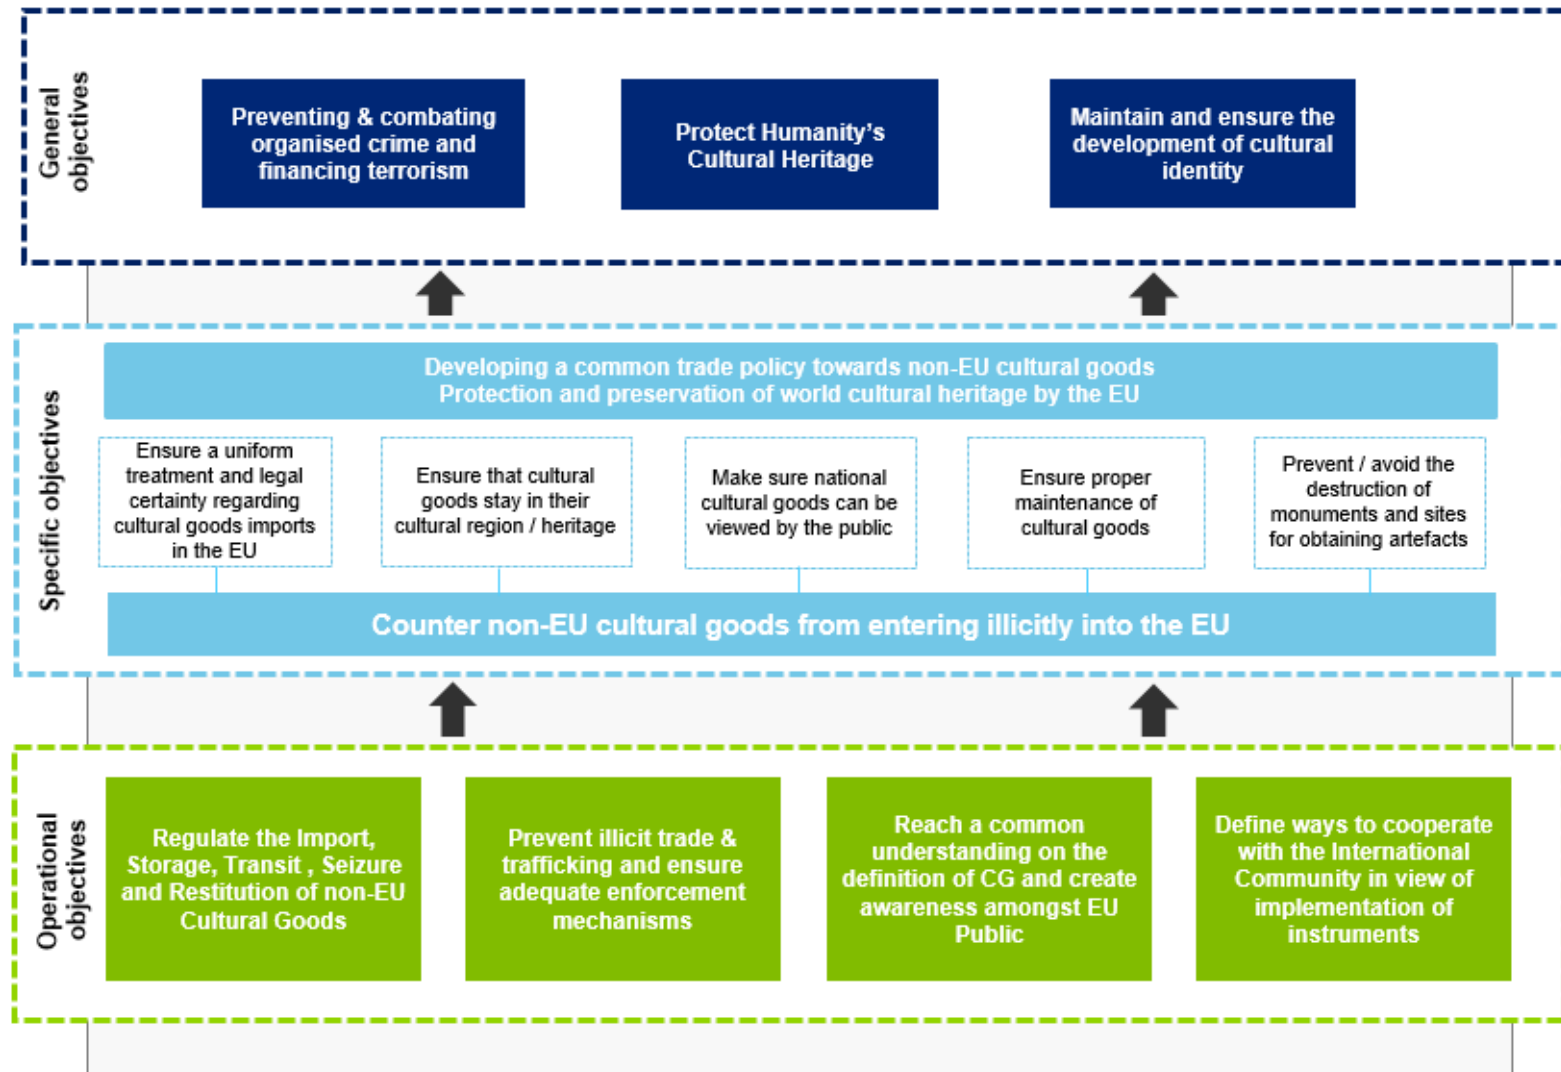 General
objectives
Preventing & combating
organised crime and
financing terrorism
Protect Humanity's
Cultural Heritage
Maintain and ensure the
development of cultural
identity
Specific objectives
Developing a common trade policy towards non-EU cultural goods
Protection and preservation of world cultural heritage by the EU
Ensure a uniform
treatment and legal
certainty regarding
cultural goods imports
in the EU
Ensure that cultural
goods stay in their
cultural region / heritage
Make sure national
cultural goods can be
viewed by the public
Ensure proper
maintenance of
cultural goods
Prevent / avoid the
destruction of
monuments and sites
for obtaining artefacts
Counter non-EU cultural goods from entering illicitly into the EU
Operational
objectives
Regulate the Import,
Storage, Transit , Seizure
and Restitution of non-EU
Cultural Goods
Prevent illicit trade &
trafficking and ensure
adequate enforcement
mechanisms
Reach a common
understanding on the
definition of CG and create
awareness amongst EU
Public
Define ways to cooperate
with the International
Community in view of
implementation of
instruments